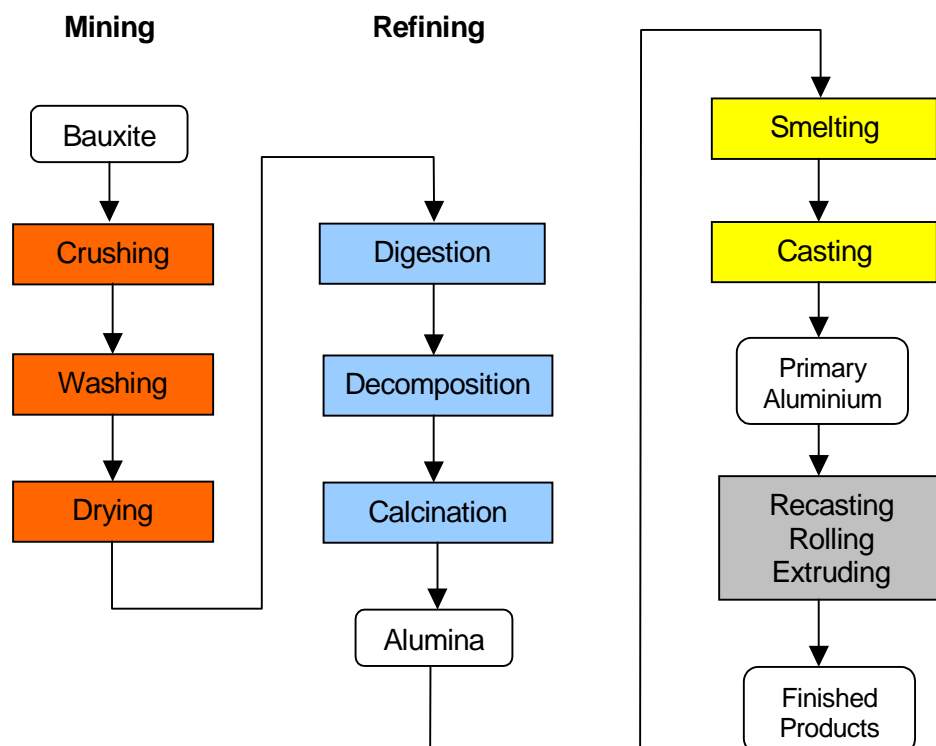 Mining
Refining
Bauxite
Crushing
Washing
Drying
Digestion
Decomposition
Calcination
Alumina
Smelting
Casting
Primary
Aluminium
Recasting
Rolling
Extruding
Finished
Products